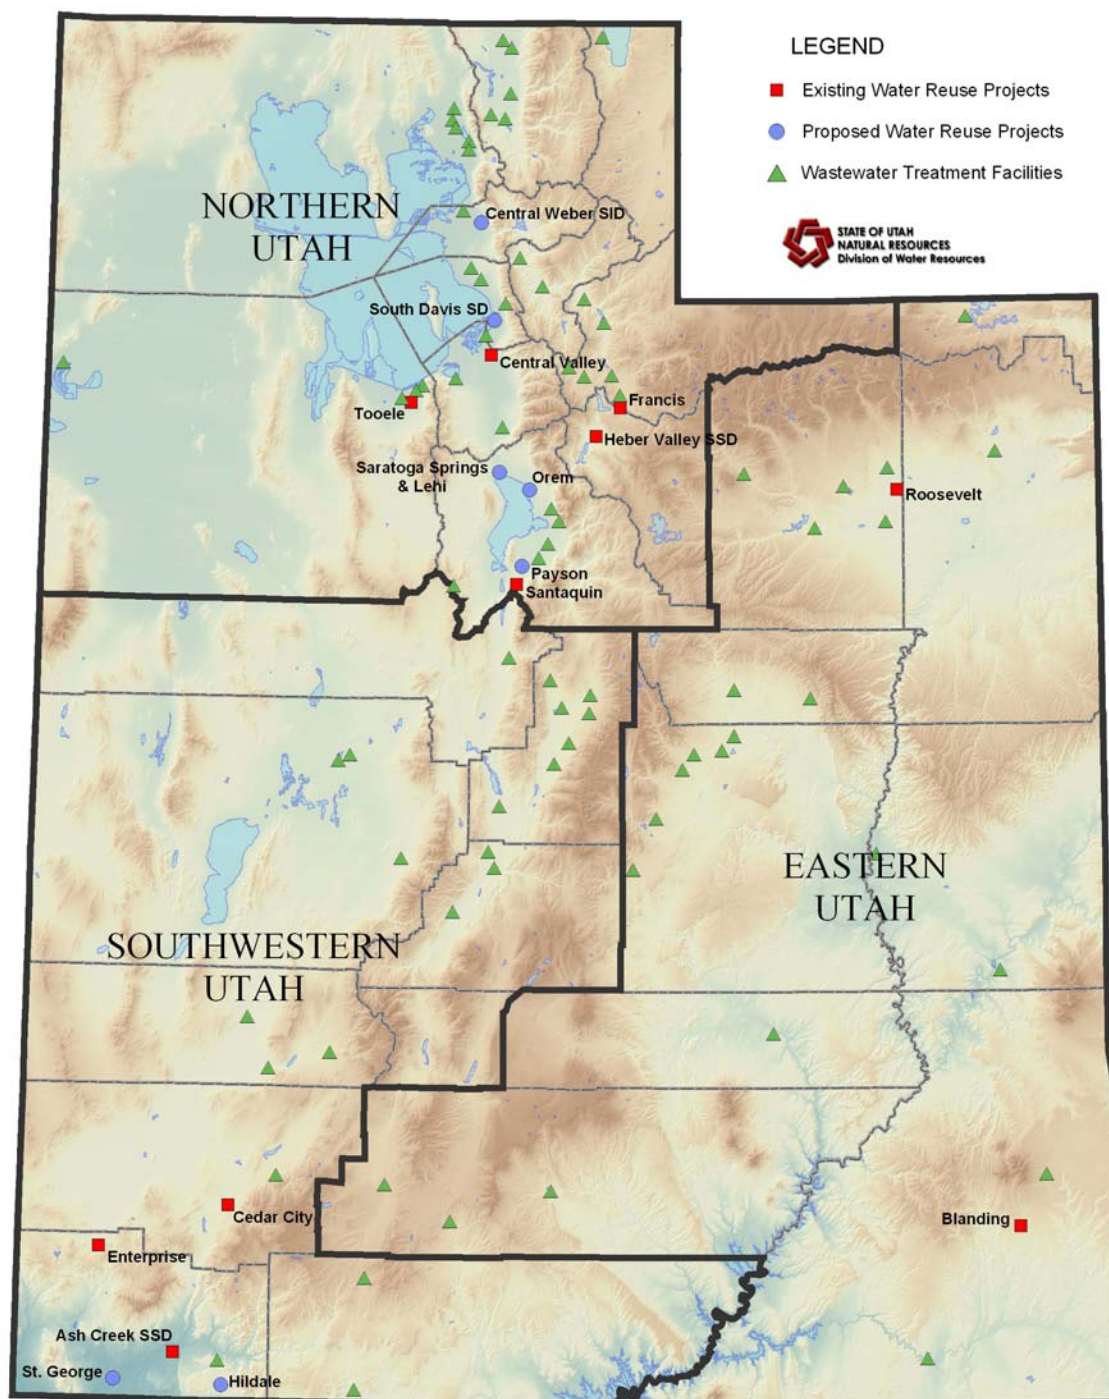 LEGEND
Existing Water Reuse Projects
Proposed Water Reuse Projects
Wastewater Treatment Facilities
STATE OF UTAH
NATURAL RESOURCES
Division of Water Resources
NORTHERN
UTAH
Central Weber SID
South Davis SD
Central Valley
Tooele
Francis
Heber Valley SSD
Saratoga Springs
& Lehi
Orem
Roosevelt
Payson
Santaquin
EASTERN
UTAH
SOUTHWESTERN
UTAH
Cedar City
Blanding
Enterprise
Ash Creek SSD
St. George
Hildale